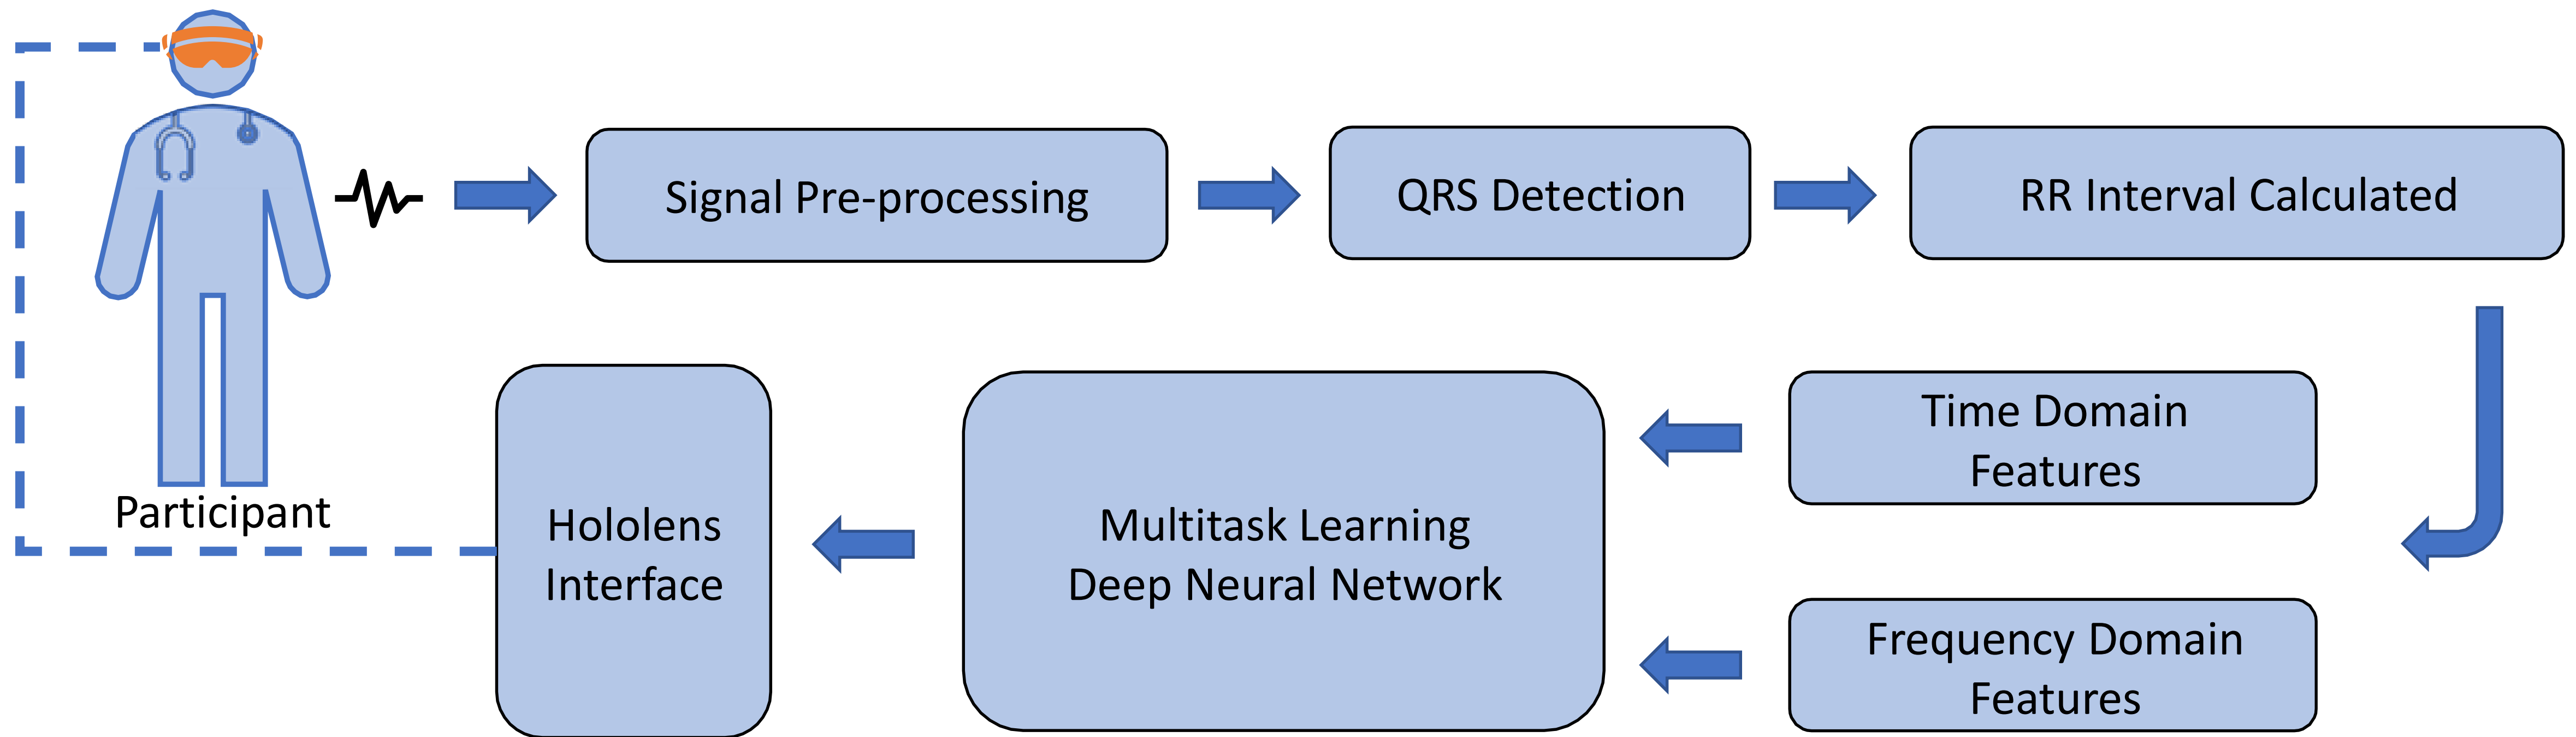 Signal Pre-processing
QRS Detection
RR Interval Calculated
Time Domain
Features
Participant
Hololens
Interface
Multitask Learning
Deep Neural Network
Frequency Domain
Features